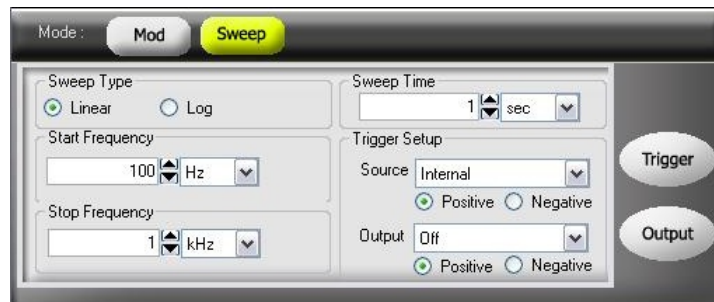 Mode :
Mod
Sweep
Sweep Type
Linear
Log
Start Frequency
100 Hz
Stop Frequency
1 kHz
Sweep Time
1 sec
Trigger Setup
Source Internal
Positive Negative
Output Off
Positive Negative
Trigger
Output